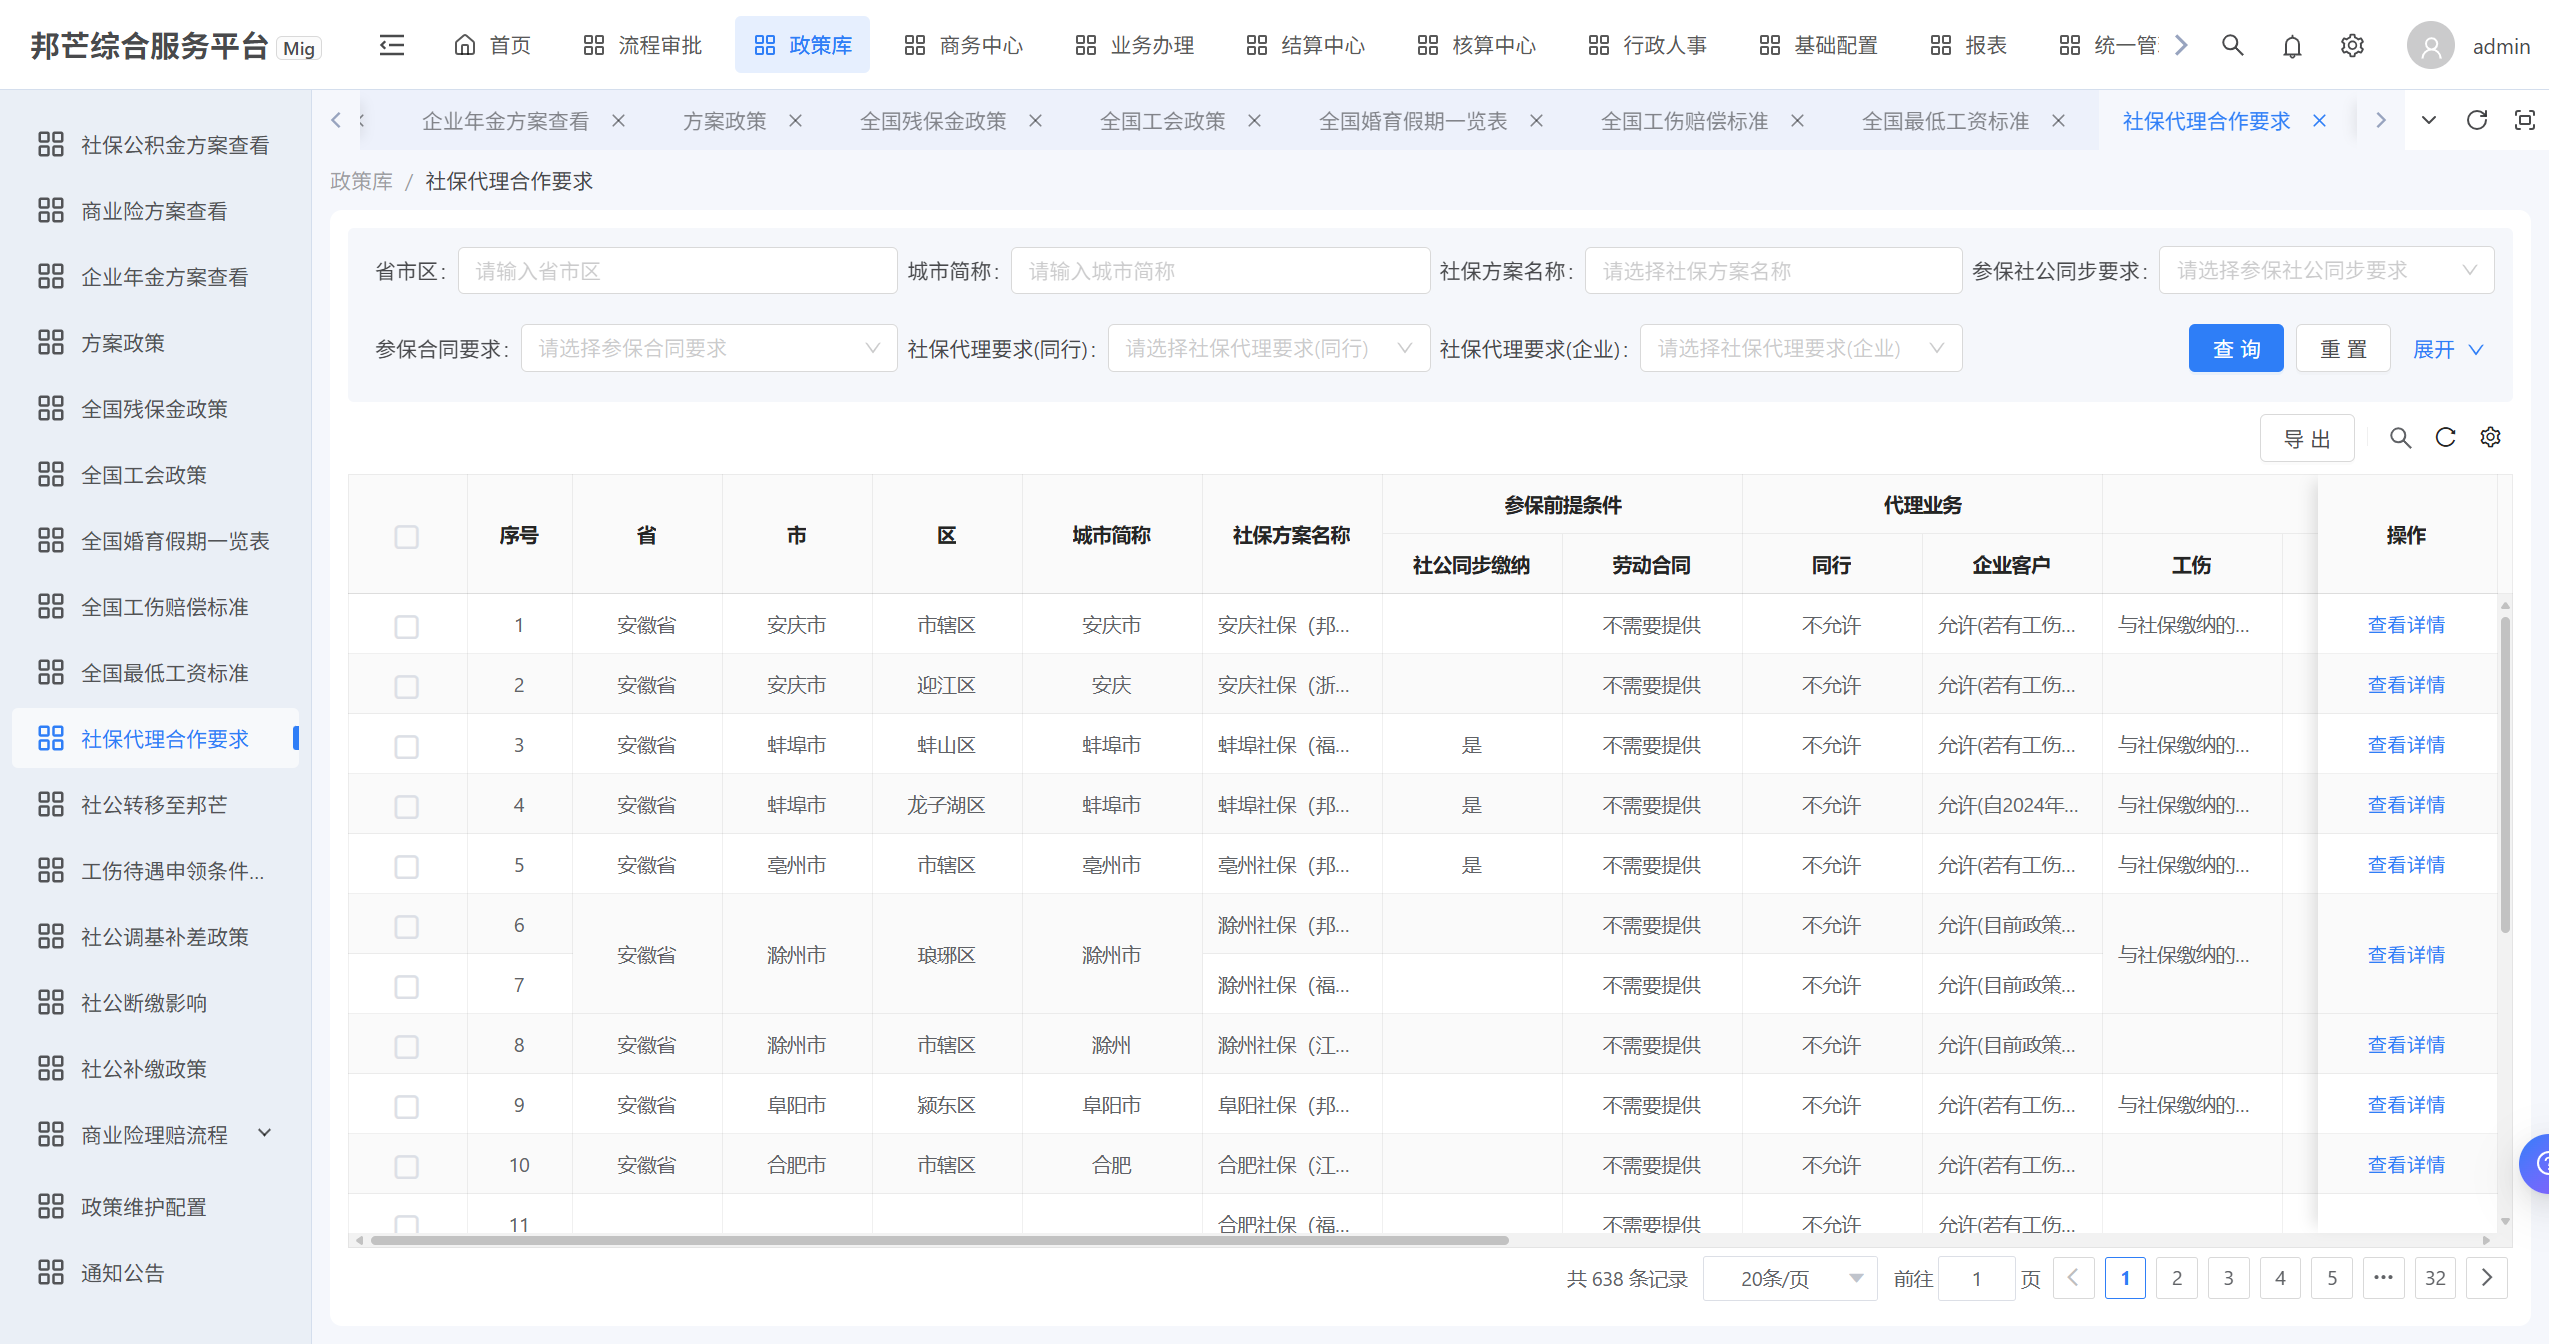 邦芒综合服务平台 Mig 首页 流程审批 政策库 商务中心 业务办理 结算中心 核算中心 行政人事 基础配置 报表 统一管 admin
企业年金方案查看 方案政策 全国残保金政策 全国工会政策 全国婚育假期一览表 全国工伤赔偿标准 全国最低工资标准 社保代理合作要求
社保公积金方案查看
商业险方案查看
企业年金方案查看
方案政策
全国残保金政策
全国工会政策
全国婚育假期一览表
全国工伤赔偿标准
全国最低工资标准
社保代理合作要求
社公转移至邦芒
工伤待遇申领条件...
社公调基补差政策
社公断缴影响
社公补缴政策
商业险理赔流程
政策维护配置
通知公告
政策库 / 社保代理合作要求
省市区: 请输入省市区 城市简称: 请输入城市简称 社保方案名称: 请选择社保方案名称 参保社公同步要求: 请选择参保社公同步要求
参保合同要求: 请选择参保合同要求 社保代理要求(同行): 请选择社保代理要求(同行) 社保代理要求(企业): 请选择社保代理要求(企业) 查 询 重 置 展开
导 出
序号 省 市 区 城市简称 社保方案名称 参保前提条件 代理业务 操作
社公同步缴纳 劳动合同 同行 企业客户 工伤
1 安徽省 安庆市 市辖区 安庆市 安庆社保（邦... 不需要提供 不允许 允许(若有工伤... 与社保缴纳的... 查看详情
2 安徽省 安庆市 迎江区 安庆 安庆社保（浙... 不需要提供 不允许 允许(若有工伤... 查看详情
3 安徽省 蚌埠市 蚌山区 蚌埠市 蚌埠社保（福... 是 不需要提供 不允许 允许(若有工伤... 与社保缴纳的... 查看详情
4 安徽省 蚌埠市 龙子湖区 蚌埠市 蚌埠社保（邦... 是 不需要提供 不允许 允许(自2024年... 与社保缴纳的... 查看详情
5 安徽省 亳州市 市辖区 亳州市 亳州社保（邦... 是 不需要提供 不允许 允许(若有工伤... 与社保缴纳的... 查看详情
6 滁州社保（邦... 不需要提供 不允许 允许(目前政策...
安徽省 滁州市 琅琊区 滁州市 与社保缴纳的... 查看详情
7 滁州社保（福... 不需要提供 不允许 允许(目前政策...
8 安徽省 滁州市 市辖区 滁州 滁州社保（江... 不需要提供 不允许 允许(目前政策... 查看详情
9 安徽省 阜阳市 颍东区 阜阳市 阜阳社保（邦... 不需要提供 不允许 允许(若有工伤... 与社保缴纳的... 查看详情
10 安徽省 合肥市 市辖区 合肥 合肥社保（江... 不需要提供 不允许 允许(若有工伤... 查看详情
11 合肥社保（福... 不需要提供 不允许 允许(若有工伤...
共 638 条记录 20条/页 前往 1 页 1 2 3 4 5 ••• 32